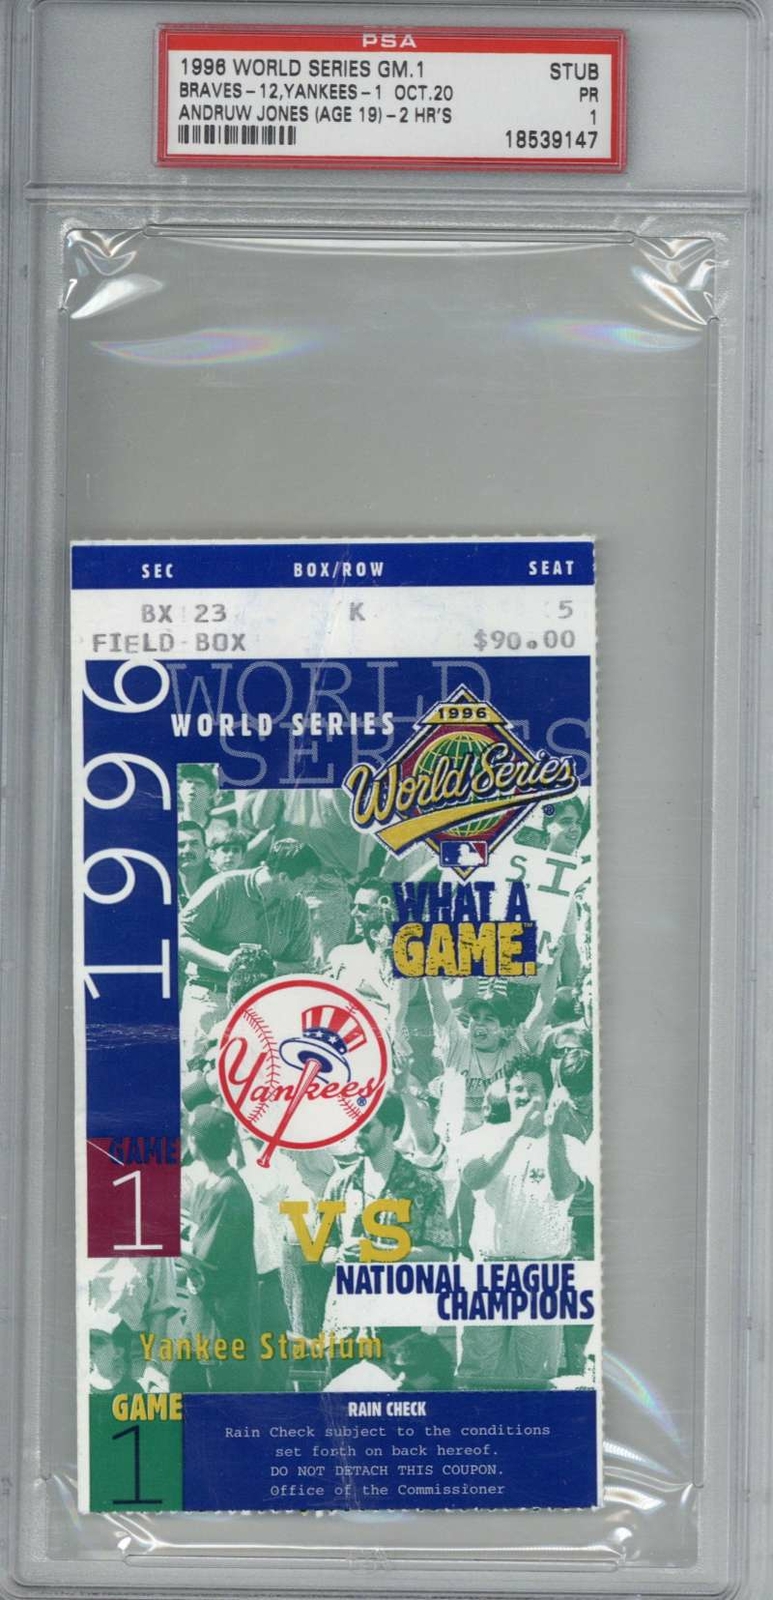 PSA
1996 WORLD SERIES GM.1 STUB
BRAVES-12,YANKEES-1 OCT.20 PR
ANDRUW JONES (AGE 19)-2 HR'S 1
18539147
SEC BOX/ROW SEAT
BX 23 K 5
FIELD BOX $90.00
1996
WORLD SERIES
WORLD SERIES
1996
World Series
SI
WHAT A
GAME.™
Yankees®
GAME
1
VS
NATIONAL LEAGUE
CHAMPIONS
Yankee Stadium
GAME
1
RAIN CHECK
Rain Check subject to the conditions
set forth on back hereof.
DO NOT DETACH THIS COUPON.
Office of the Commissioner